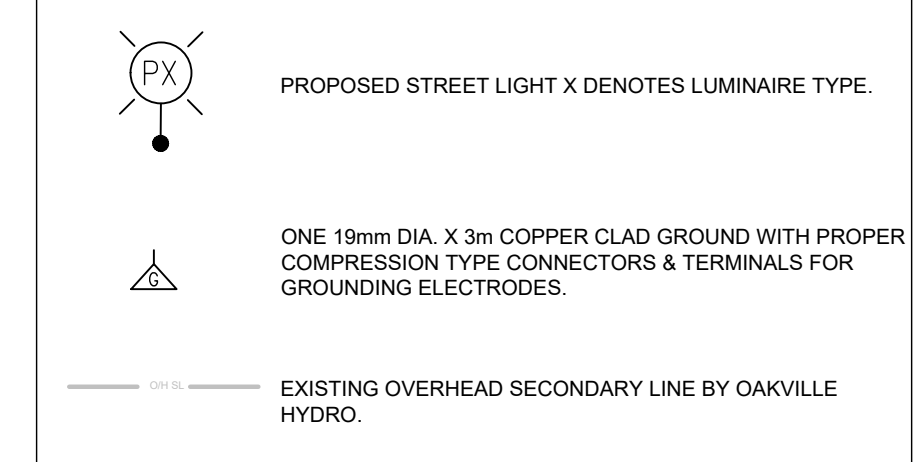 PX
PROPOSED STREET LIGHT X DENOTES LUMINAIRE TYPE.
ONE 19mm DIA. X 3m COPPER CLAD GROUND WITH PROPER
G
COMPRESSION TYPE CONNECTORS & TERMINALS FOR
GROUNDING ELECTRODES.
O/H SL
EXISTING OVERHEAD SECONDARY LINE BY OAKVILLE
HYDRO.